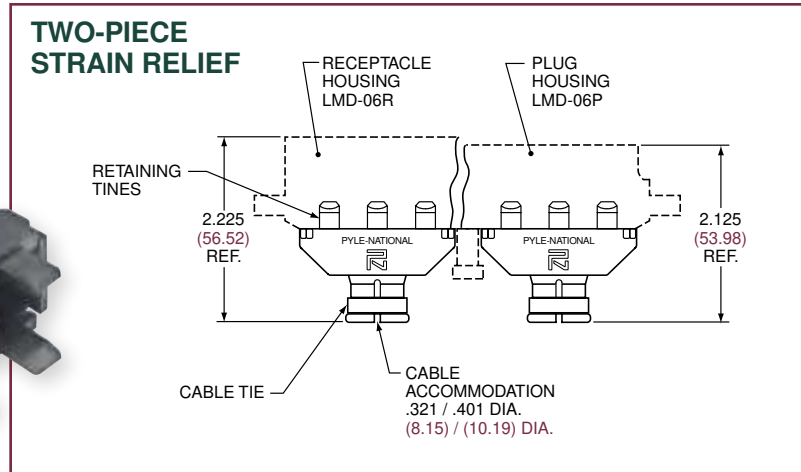 TWO-PIECE
STRAIN RELIEF
RECEPTACLE
HOUSING
LMD-06R
PLUG
HOUSING
LMD-06P
RETAINING
TINES
2.225
(56.52)
REF.
2.125
(53.98)
REF.
PYLE-NATIONAL
PYLE-NATIONAL
CABLE TIE
CABLE
ACCOMMODATION
.321 / .401 DIA.
(8.15) / (10.19) DIA.